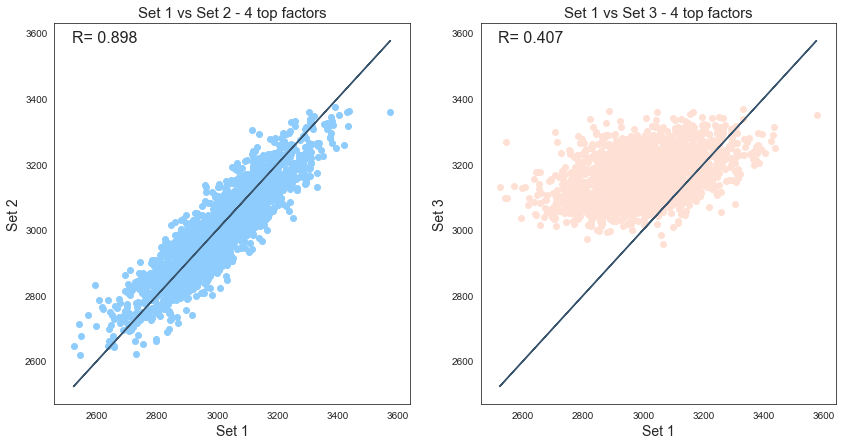 Set 1 vs Set 2 - 4 top factors
R= 0.898
3600
3400
3200
3000
2800
2600
Set 2
2600 2800 3000 3200 3400 3600
Set 1
Set 1 vs Set 3 - 4 top factors
R= 0.407
3600
3400
3200
3000
2800
2600
Set 3
2600 2800 3000 3200 3400 3600
Set 1